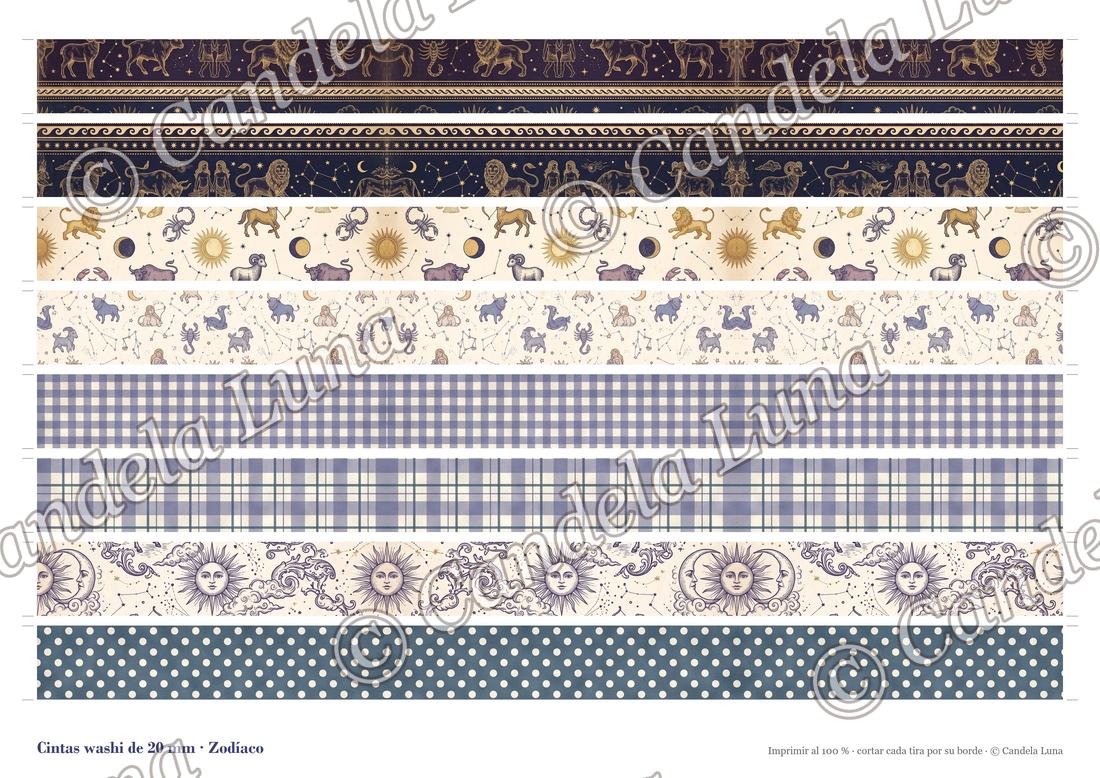 © Candela Luna
© Candela Luna
Candela Luna
© Candela Luna
© Candela
Cintas washi de 20 mm · Zodíaco
Imprimir al 100 % · cortar cada tira por su borde · © Candela Luna